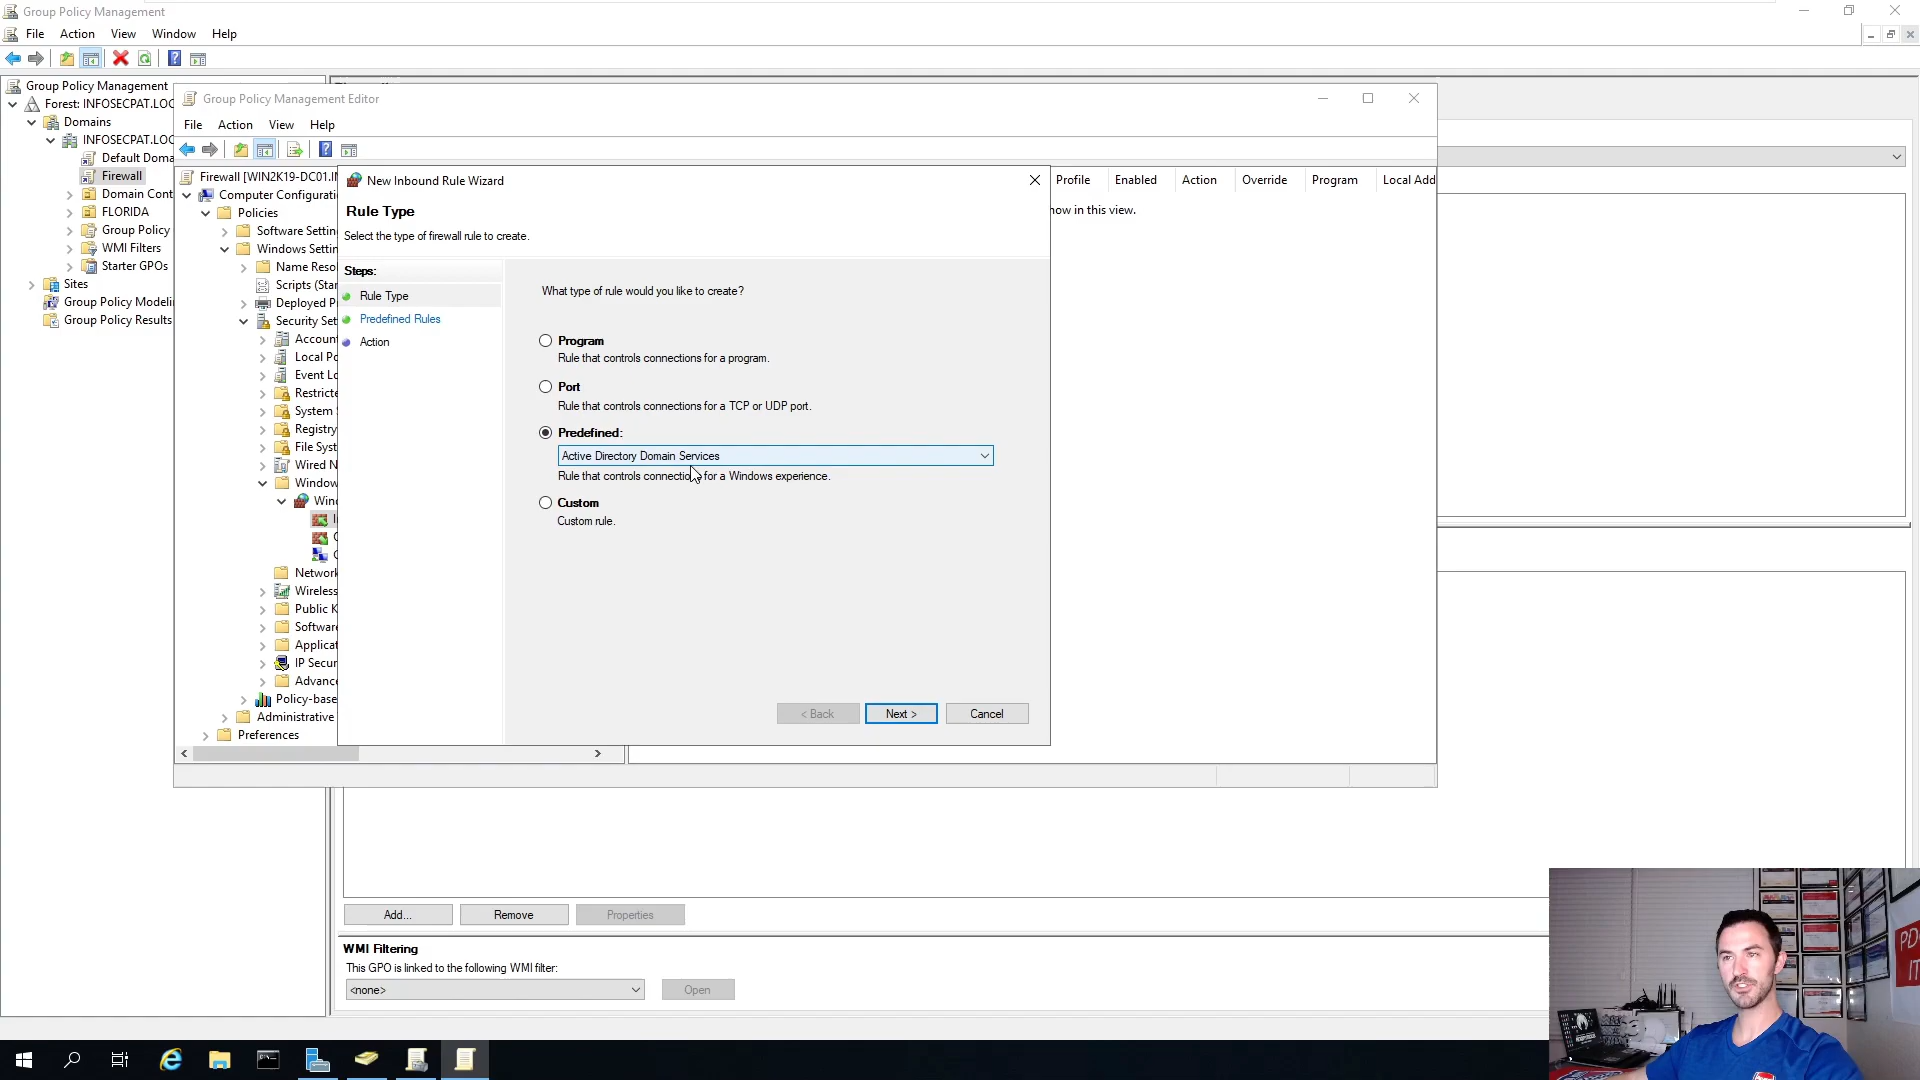 Group Policy Management
File Action View Window Help
Group Policy Management
Forest: INFOSECPAT.LOC
Domains
INFOSECPAT.LOC
Default Doma
Firewall
Domain Cont
FLORIDA
Group Policy
WMI Filters
Starter GPOs
Sites
Group Policy Modeli
Group Policy Results
Group Policy Management Editor
File Action View Help
Firewall [WIN2K19-DC01.IN
Computer Configurati
Policies
Software Settin
Windows Settin
Name Reso
Scripts (Star
Deployed P
Security Set
Account
Local Po
Event Lo
Restricte
System
Registry
File Syst
Wired N
Window
Wind
Network
Wireless
Public K
Software
Applicat
IP Secur
Advance
Policy-base
Administrative
Preferences
Profile Enabled Action Override Program Local Add
how in this view.
New Inbound Rule Wizard
Rule Type
Select the type of firewall rule to create.
Steps:
Rule Type
Predefined Rules
Action
What type of rule would you like to create?
Program
Rule that controls connections for a program.
Port
Rule that controls connections for a TCP or UDP port.
Predefined:
Active Directory Domain Services
Rule that controls connections for a Windows experience.
Custom
Custom rule.
< Back Next > Cancel
Add... Remove Properties
WMI Filtering
This GPO is linked to the following WMI filter:
<none> Open